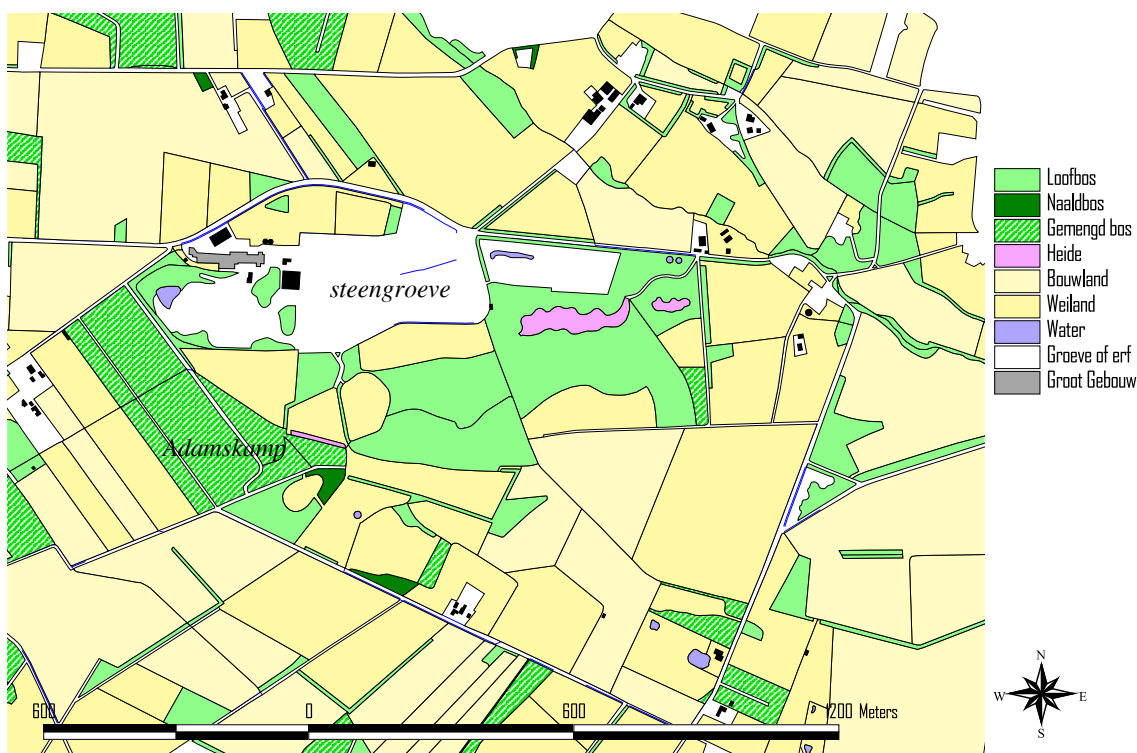 Loofbos
Naaldbos
Gemengd bos
Heide
Bouwland
Weiland
Water
Groeve of erf
Groot Gebouw
steengroeve
Adamskamp
N
W
E
S
600
0
600
1200 Meters